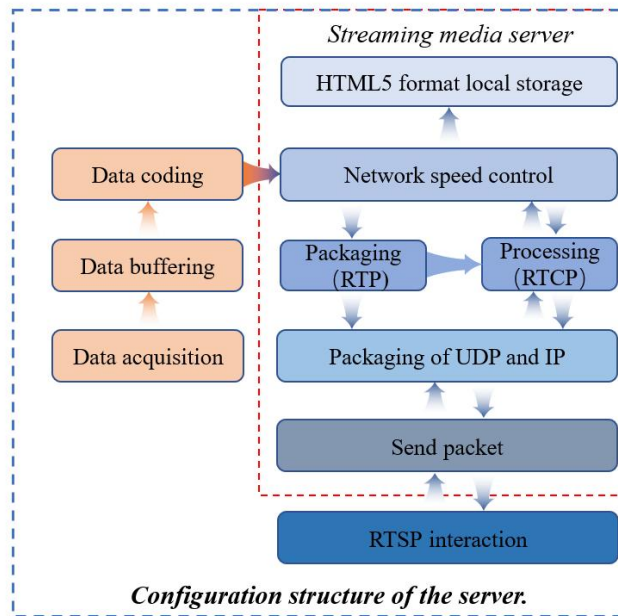 Streaming media server
HTML5 format local storage
Data coding
Network speed control
Data buffering
Packaging
(RTP)
Processing
(RTCP)
Data acquisition
Packaging of UDP and IP
Send packet
RTSP interaction
Configuration structure of the server.